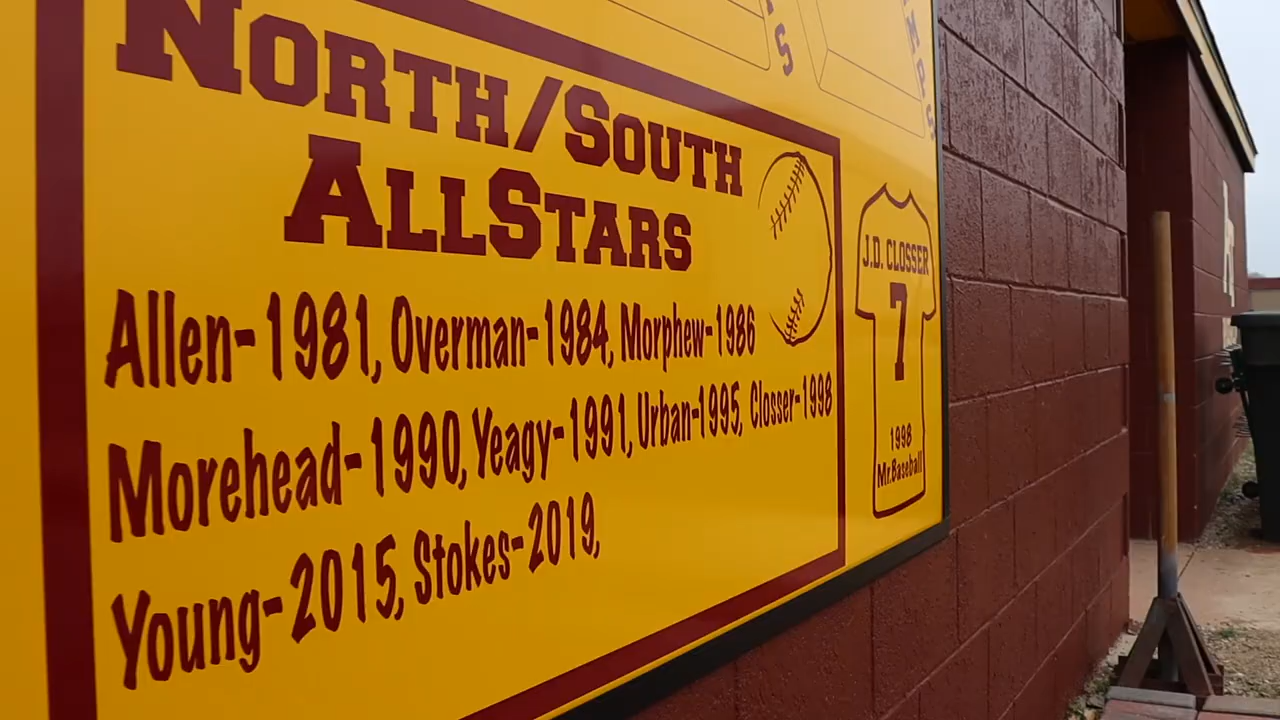 NORTH/SOUTH
ALLSTARS
Allen-1981, Overman-1984, Morphew-1986
Morehead-1990, Yeagy-1991, Urban-1995, Closser-1998
Young-2015, Stokes-2019,
J.D. CLOSSER
7
1998
Mr.Baseball